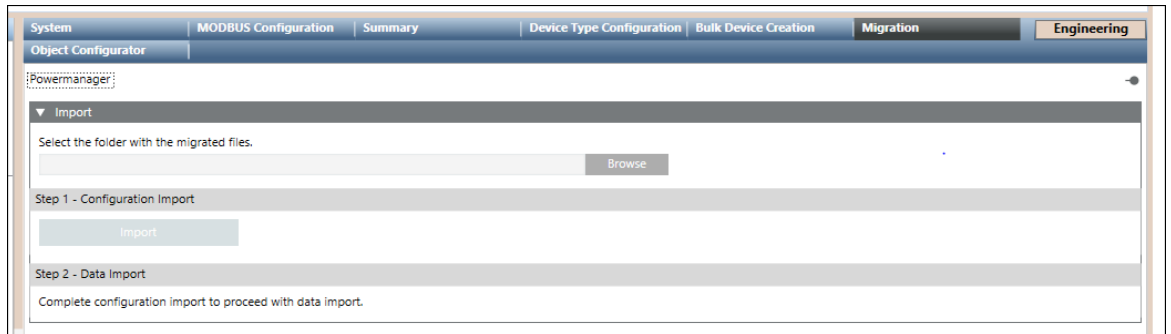 System MODBUS Configuration Summary Device Type Configuration Bulk Device Creation Migration Engineering
Object Configurator
Powermanager
Import
Select the folder with the migrated files.
Browse
Step 1 - Configuration Import
Import
Step 2 - Data Import
Complete configuration import to proceed with data import.